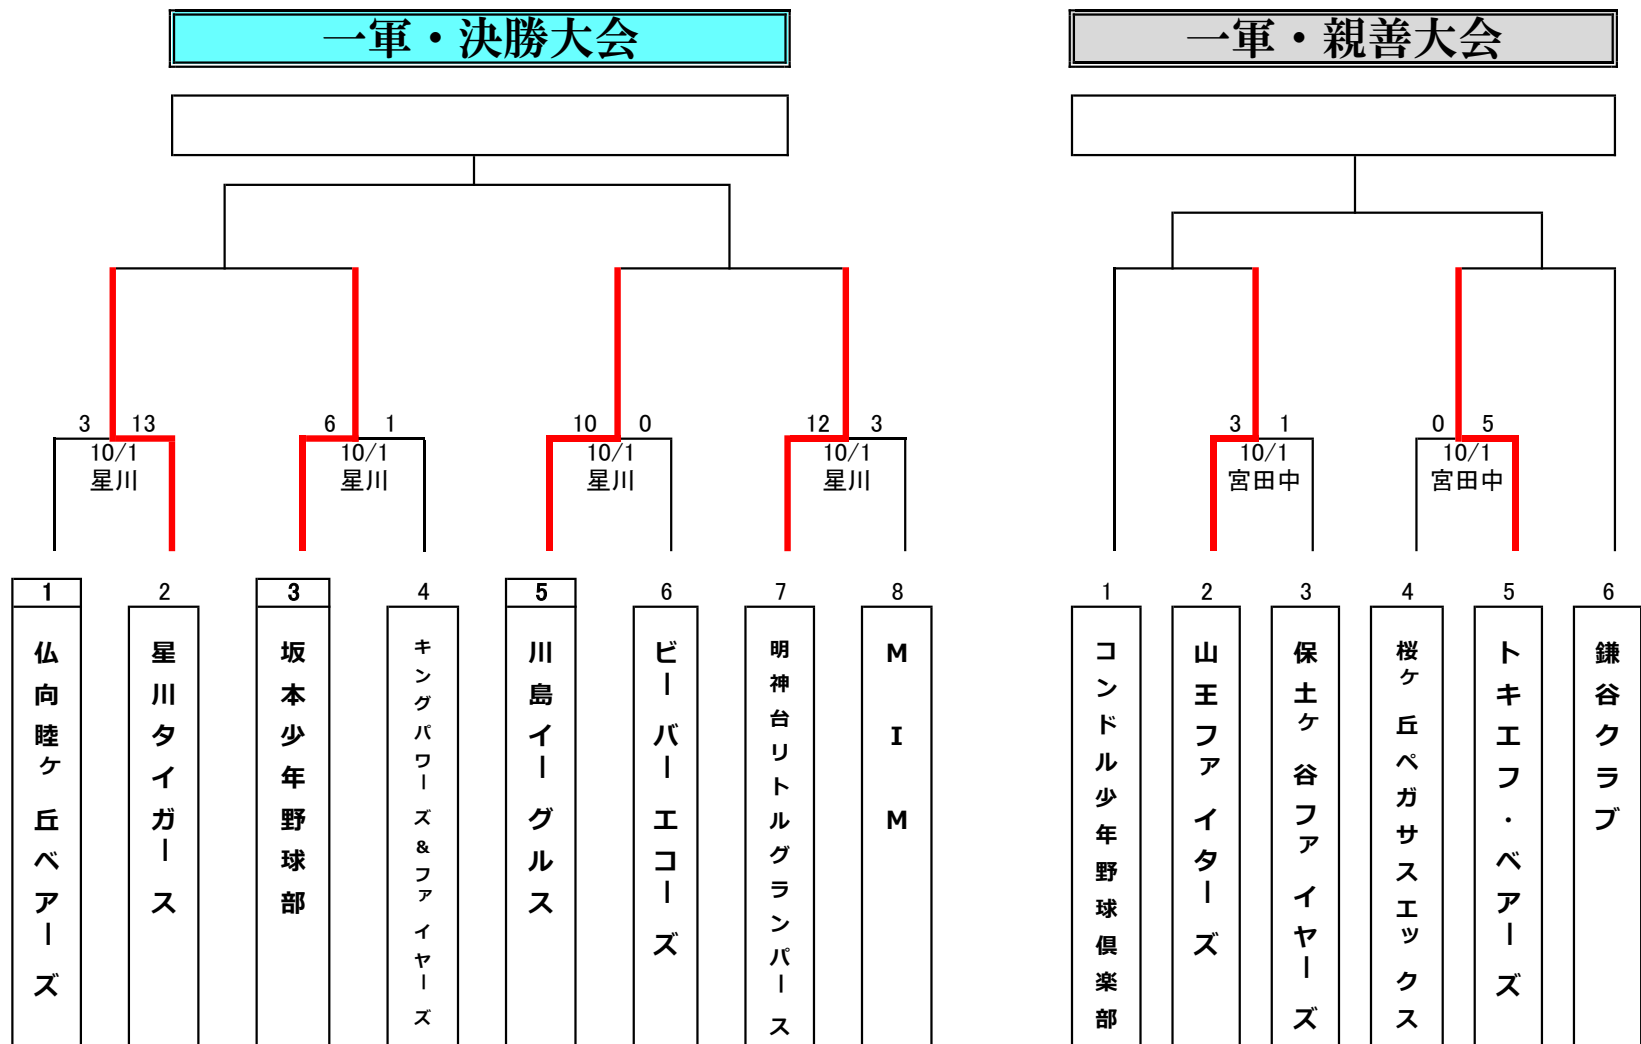 一軍・決勝大会
一軍・親善大会
3 13
10/1
星川
6 1
10/1
星川
10 0
10/1
星川
12 3
10/1
星川
3 1
10/1
宮田中
0 5
10/1
宮田中
1
仏向睦ヶ丘ベアーズ
2
星川タイガース
3
坂本少年野球部
4
キングパワーズ&ファイヤーズ
5
川島イーグルス
6
ビーバーエコーズ
7
明神台リトルグランパース
8
MIM
1
コンドル少年野球倶楽部
2
山王ファイターズ
3
保土ケ谷ファイヤーズ
4
桜ケ丘ペガサスエックス
5
トキエフ・ベアーズ
6
鎌谷クラブ